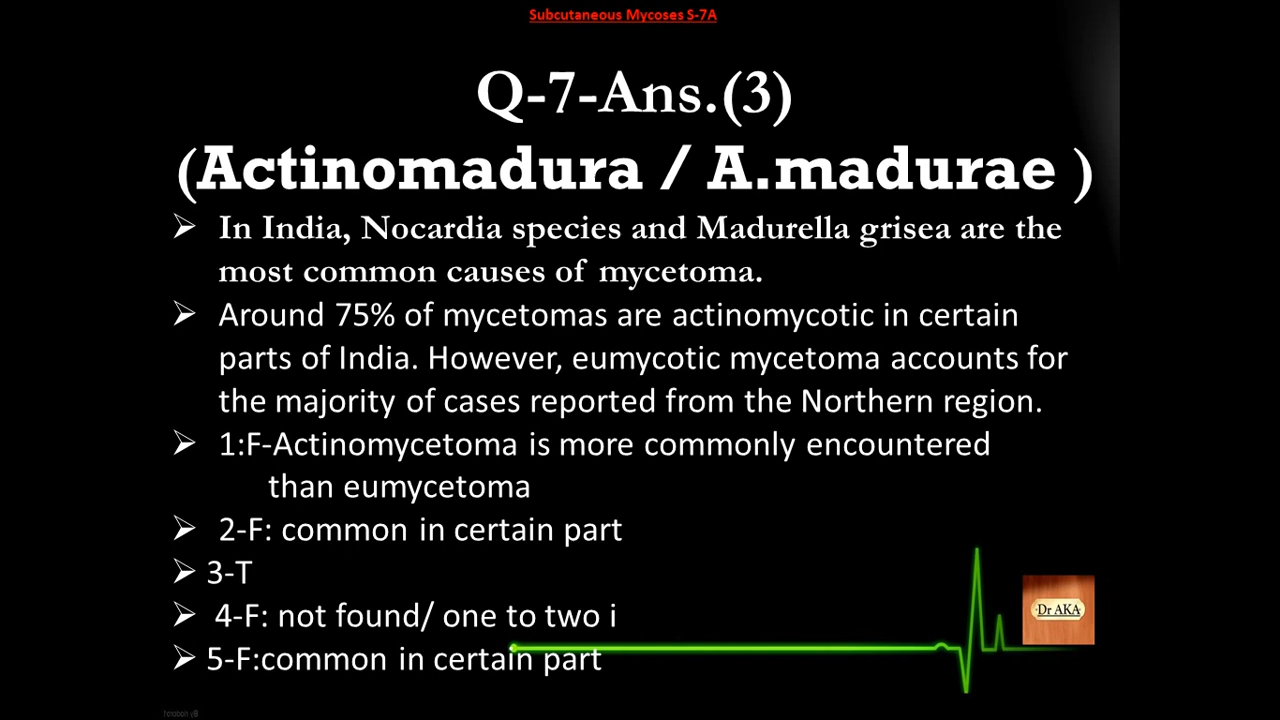 Subcutaneous Mycoses S-7A
Q-7-Ans.(3)
(Actinomadura / A.madurae )
➢ In India, Nocardia species and Madurella grisea are the
most common causes of mycetoma.
➢ Around 75% of mycetomas are actinomycotic in certain
parts of India. However, eumycotic mycetoma accounts for
the majority of cases reported from the Northern region.
➢ 1:F-Actinomycetoma is more commonly encountered
than eumycetoma
➢ 2-F: common in certain part
➢ 3-T
➢ 4-F: not found/ one to two i
➢ 5-F:common in certain part
Dr AKA